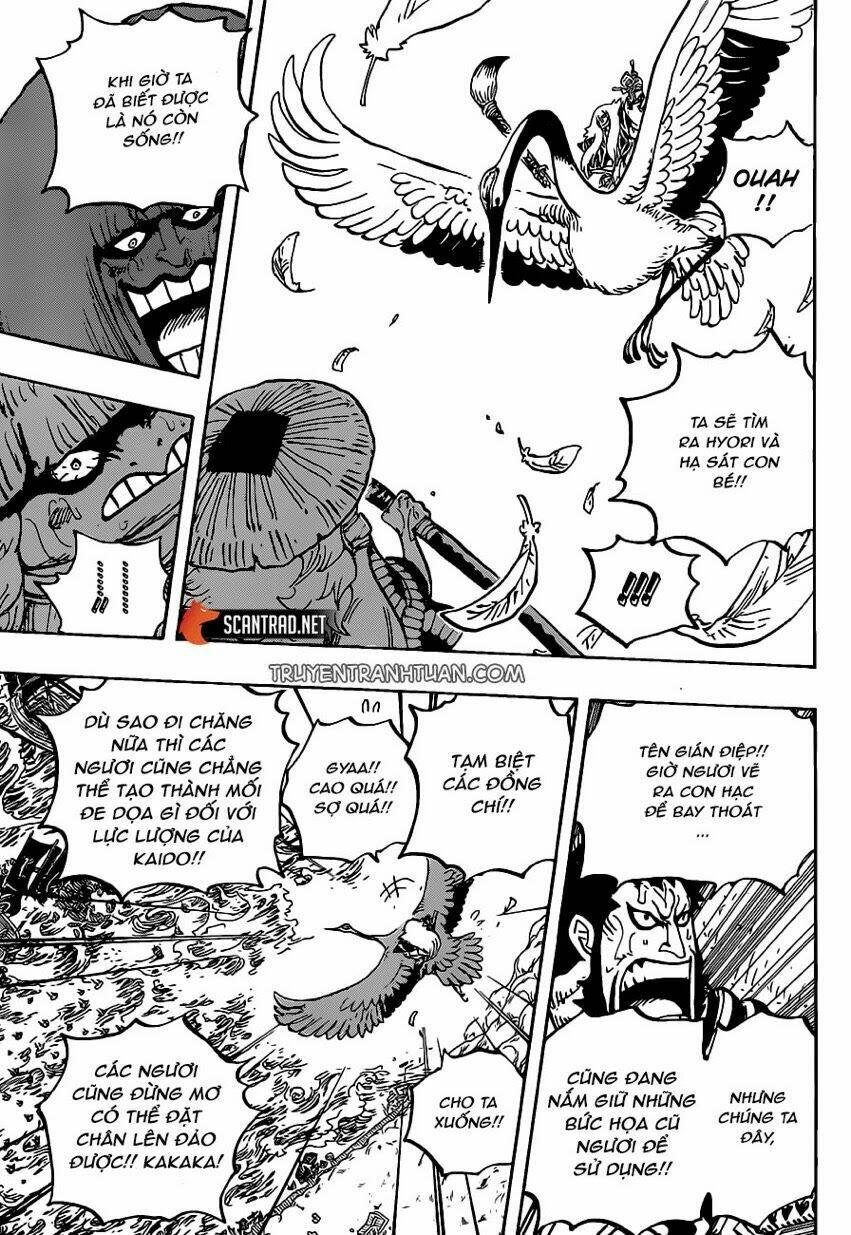 OUAH
!!
KHI GIỜ TA
ĐÃ BIẾT ĐƯỢC
LÀ NÓ CÒN
SỐNG!!
TA SẼ TÌM
RA HYORI VÀ
HẠ SÁT CON
BÉ!!
!!!!
.......!!
SCANTRAD.NET
TRUYENTRANHTUAN.COM
TÊN GIÁN ĐIỆP!!
GIỜ NGƯƠI VẼ
RA CON HẠC
ĐỂ BAY THOÁT
...
NHƯNG
CHÚNG TA
ĐÂY,
CŨNG ĐANG
NẮM GIỮ NHỮNG
BỨC HỌA CŨ
NGƯƠI ĐỂ
SỬ DỤNG!!
TẠM BIỆT
CÁC ĐỒNG
CHÍ!!
GYAA!!
CAO QUÁ!!
SỢ QUÁ!!
CHO TA
XUỐNG!!
DÙ SAO ĐI CHĂNG
NỮA THÌ CÁC
NGƯƠI CŨNG CHẲNG
THỂ TẠO THÀNH MỐI
ĐE DỌA GÌ ĐỐI VỚI
LỰC LƯỢNG CỦA
KAIDO!!
CÁC NGƯƠI
CŨNG ĐỪNG MƠ
CÓ THỂ ĐẶT
CHÂN LÊN ĐẢO
ĐƯỢC!! KAKAKA!